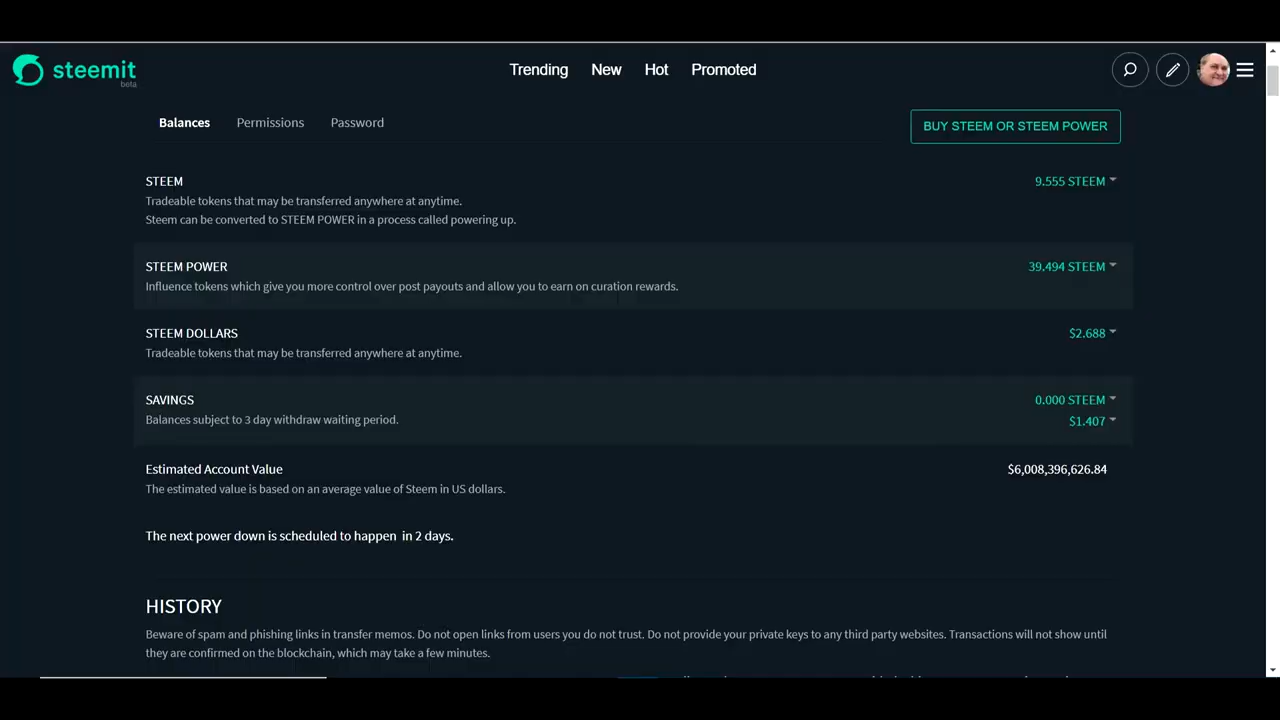 steemit
beta
Trending New Hot Promoted
Balances Permissions Password
BUY STEEM OR STEEM POWER
STEEM 9.555 STEEM
Tradeable tokens that may be transferred anywhere at anytime.
Steem can be converted to STEEM POWER in a process called powering up.
STEEM POWER 39.494 STEEM
Influence tokens which give you more control over post payouts and allow you to earn on curation rewards.
STEEM DOLLARS $2.688
Tradeable tokens that may be transferred anywhere at anytime.
SAVINGS 0.000 STEEM
Balances subject to 3 day withdraw waiting period. $1.407
Estimated Account Value $6,008,396,626.84
The estimated value is based on an average value of Steem in US dollars.
The next power down is scheduled to happen in 2 days.
HISTORY
Beware of spam and phishing links in transfer memos. Do not open links from users you do not trust. Do not provide your private keys to any third party websites. Transactions will not show until
they are confirmed on the blockchain, which may take a few minutes.